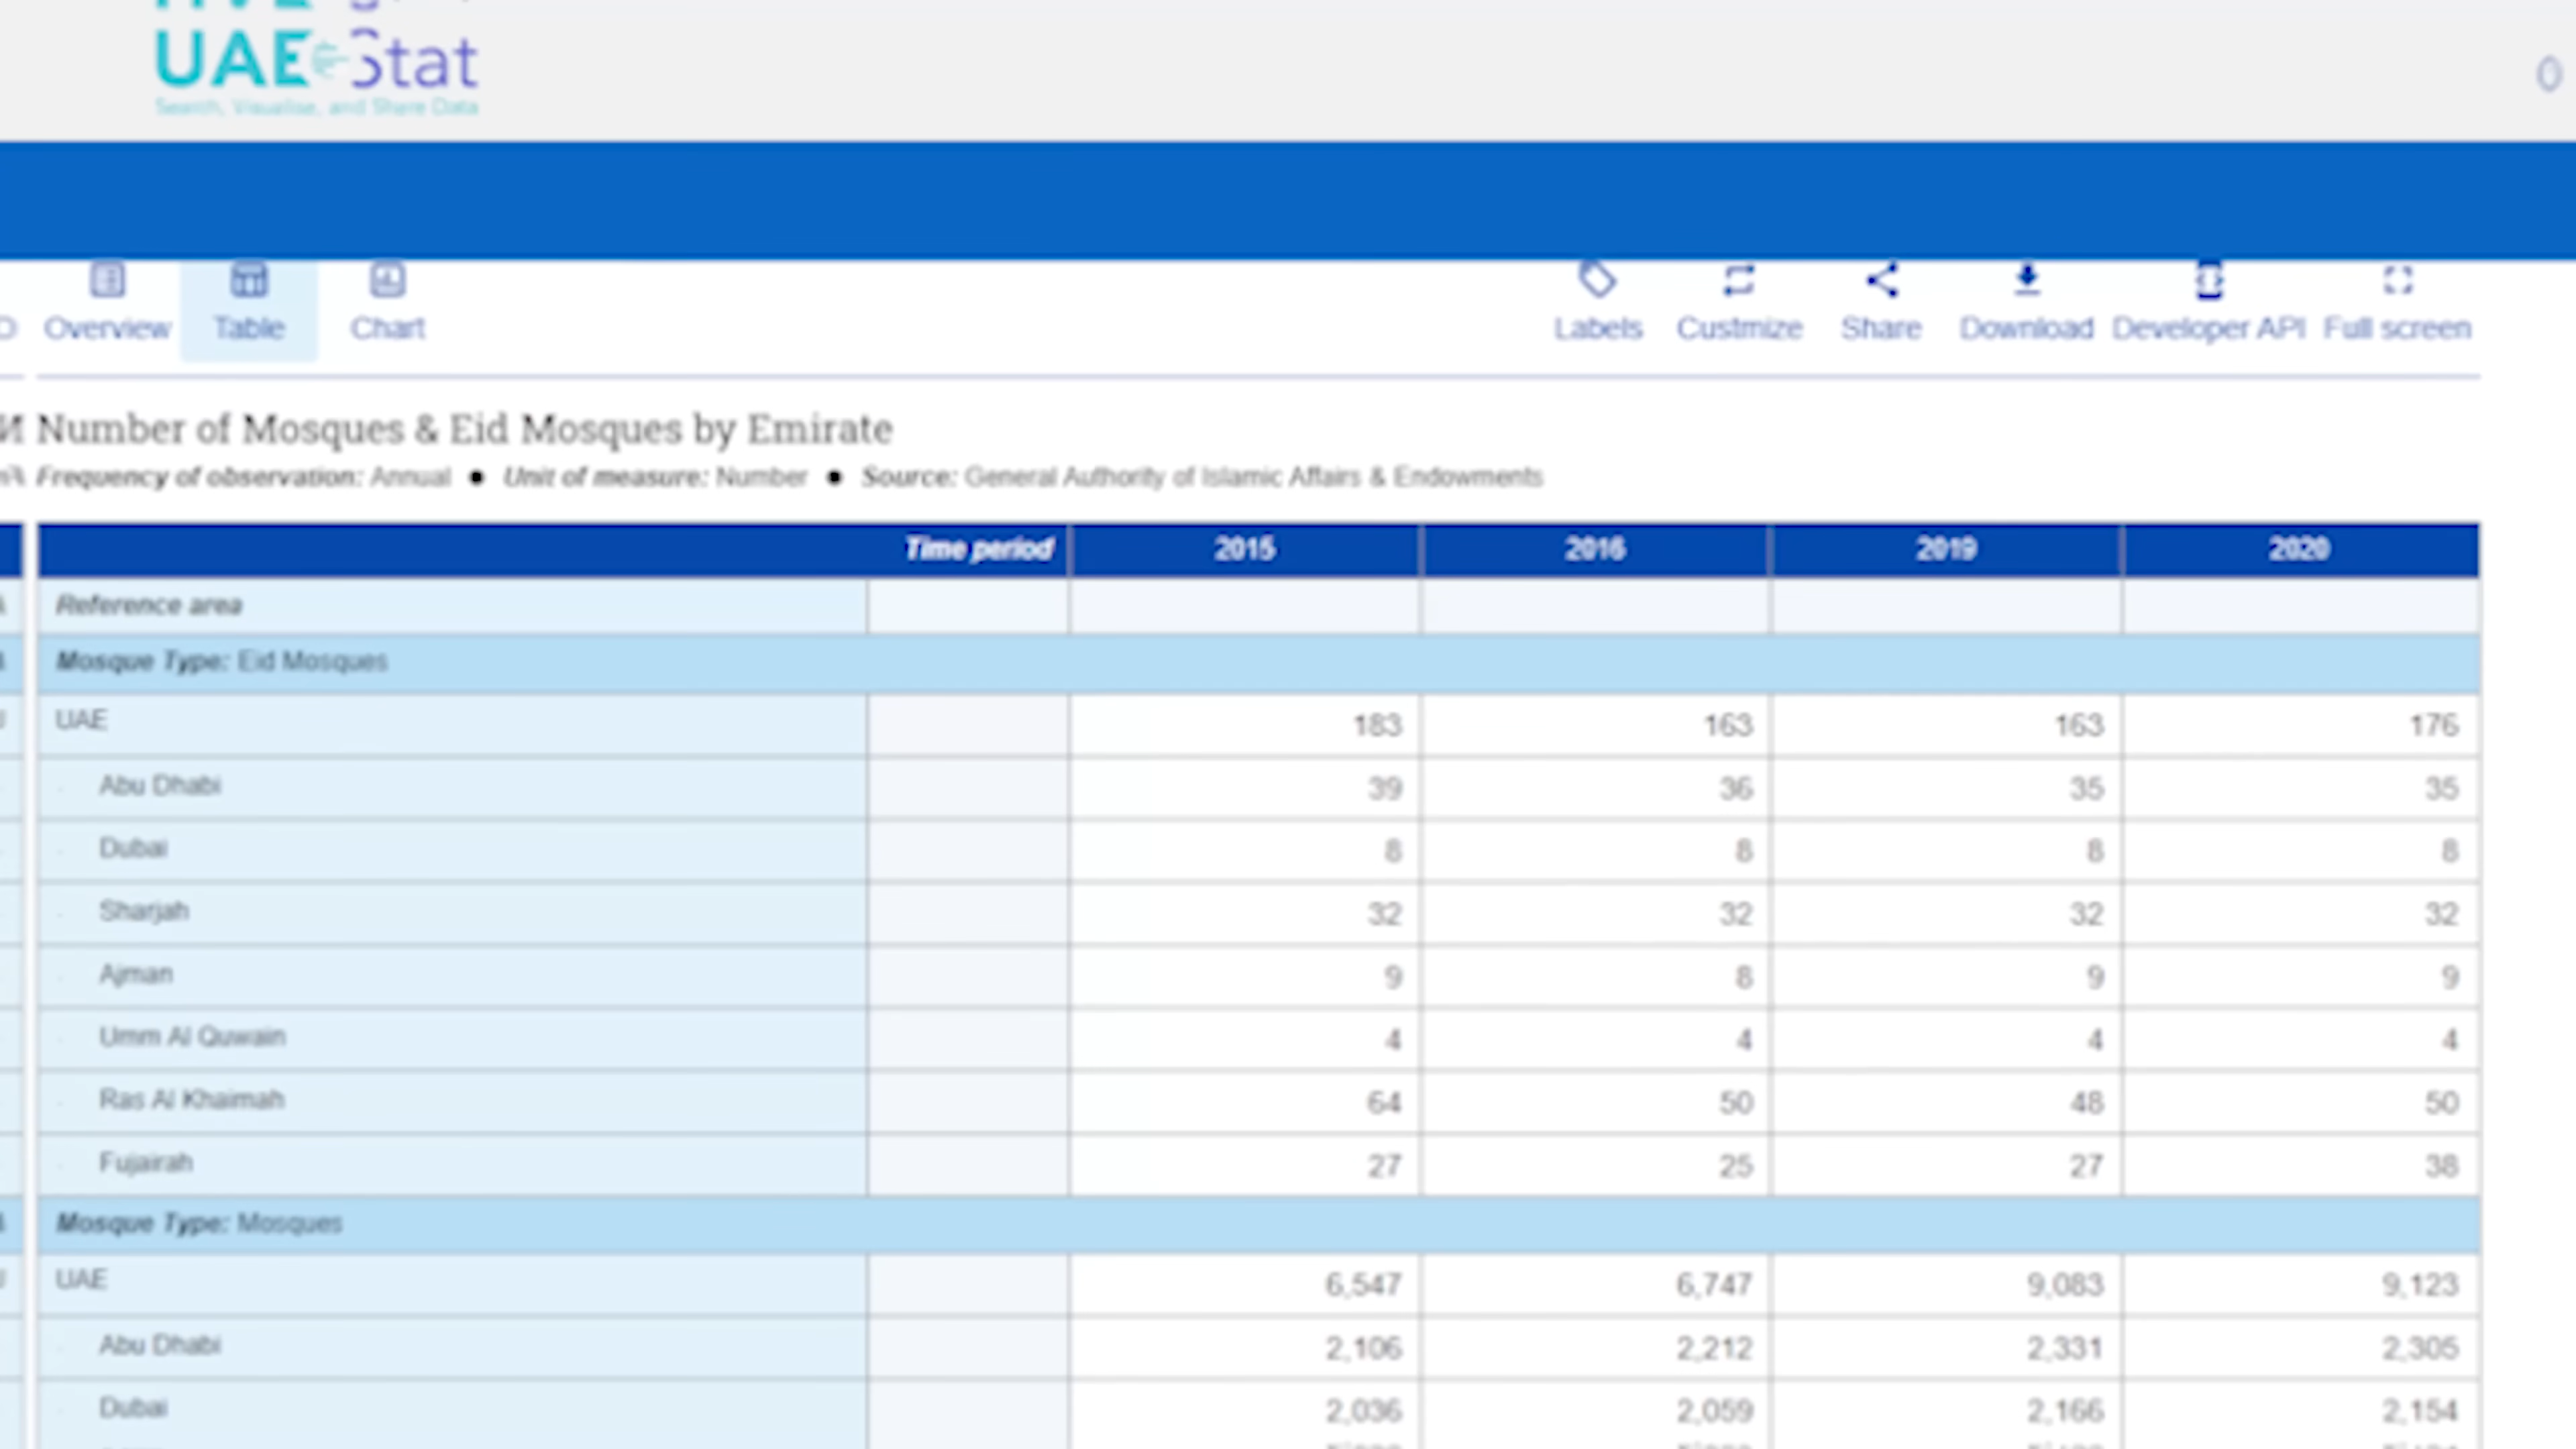 UAE Stat
Search, Visualise, and Share Data
Overview Table Chart Labels Custmize Share Download Developer API Full screen
Number of Mosques & Eid Mosques by Emirate
Frequency of observation: Annual ● Unit of measure: Number ● Source: General Authority of Islamic Affairs & Endowments
Time period 2015 2016 2019 2020
Reference area
Mosque Type: Eid Mosques
UAE 183 163 163 176
Abu Dhabi 39 36 35 35
Dubai 8 8 8 8
Sharjah 32 32 32 32
Ajman 9 8 9 9
Umm Al Quwain 4 4 4 4
Ras Al Khaimah 64 50 48 50
Fujairah 27 25 27 38
Mosque Type: Mosques
UAE 6,547 6,747 9,083 9,123
Abu Dhabi 2,106 2,212 2,331 2,305
Dubai 2,036 2,059 2,166 2,154